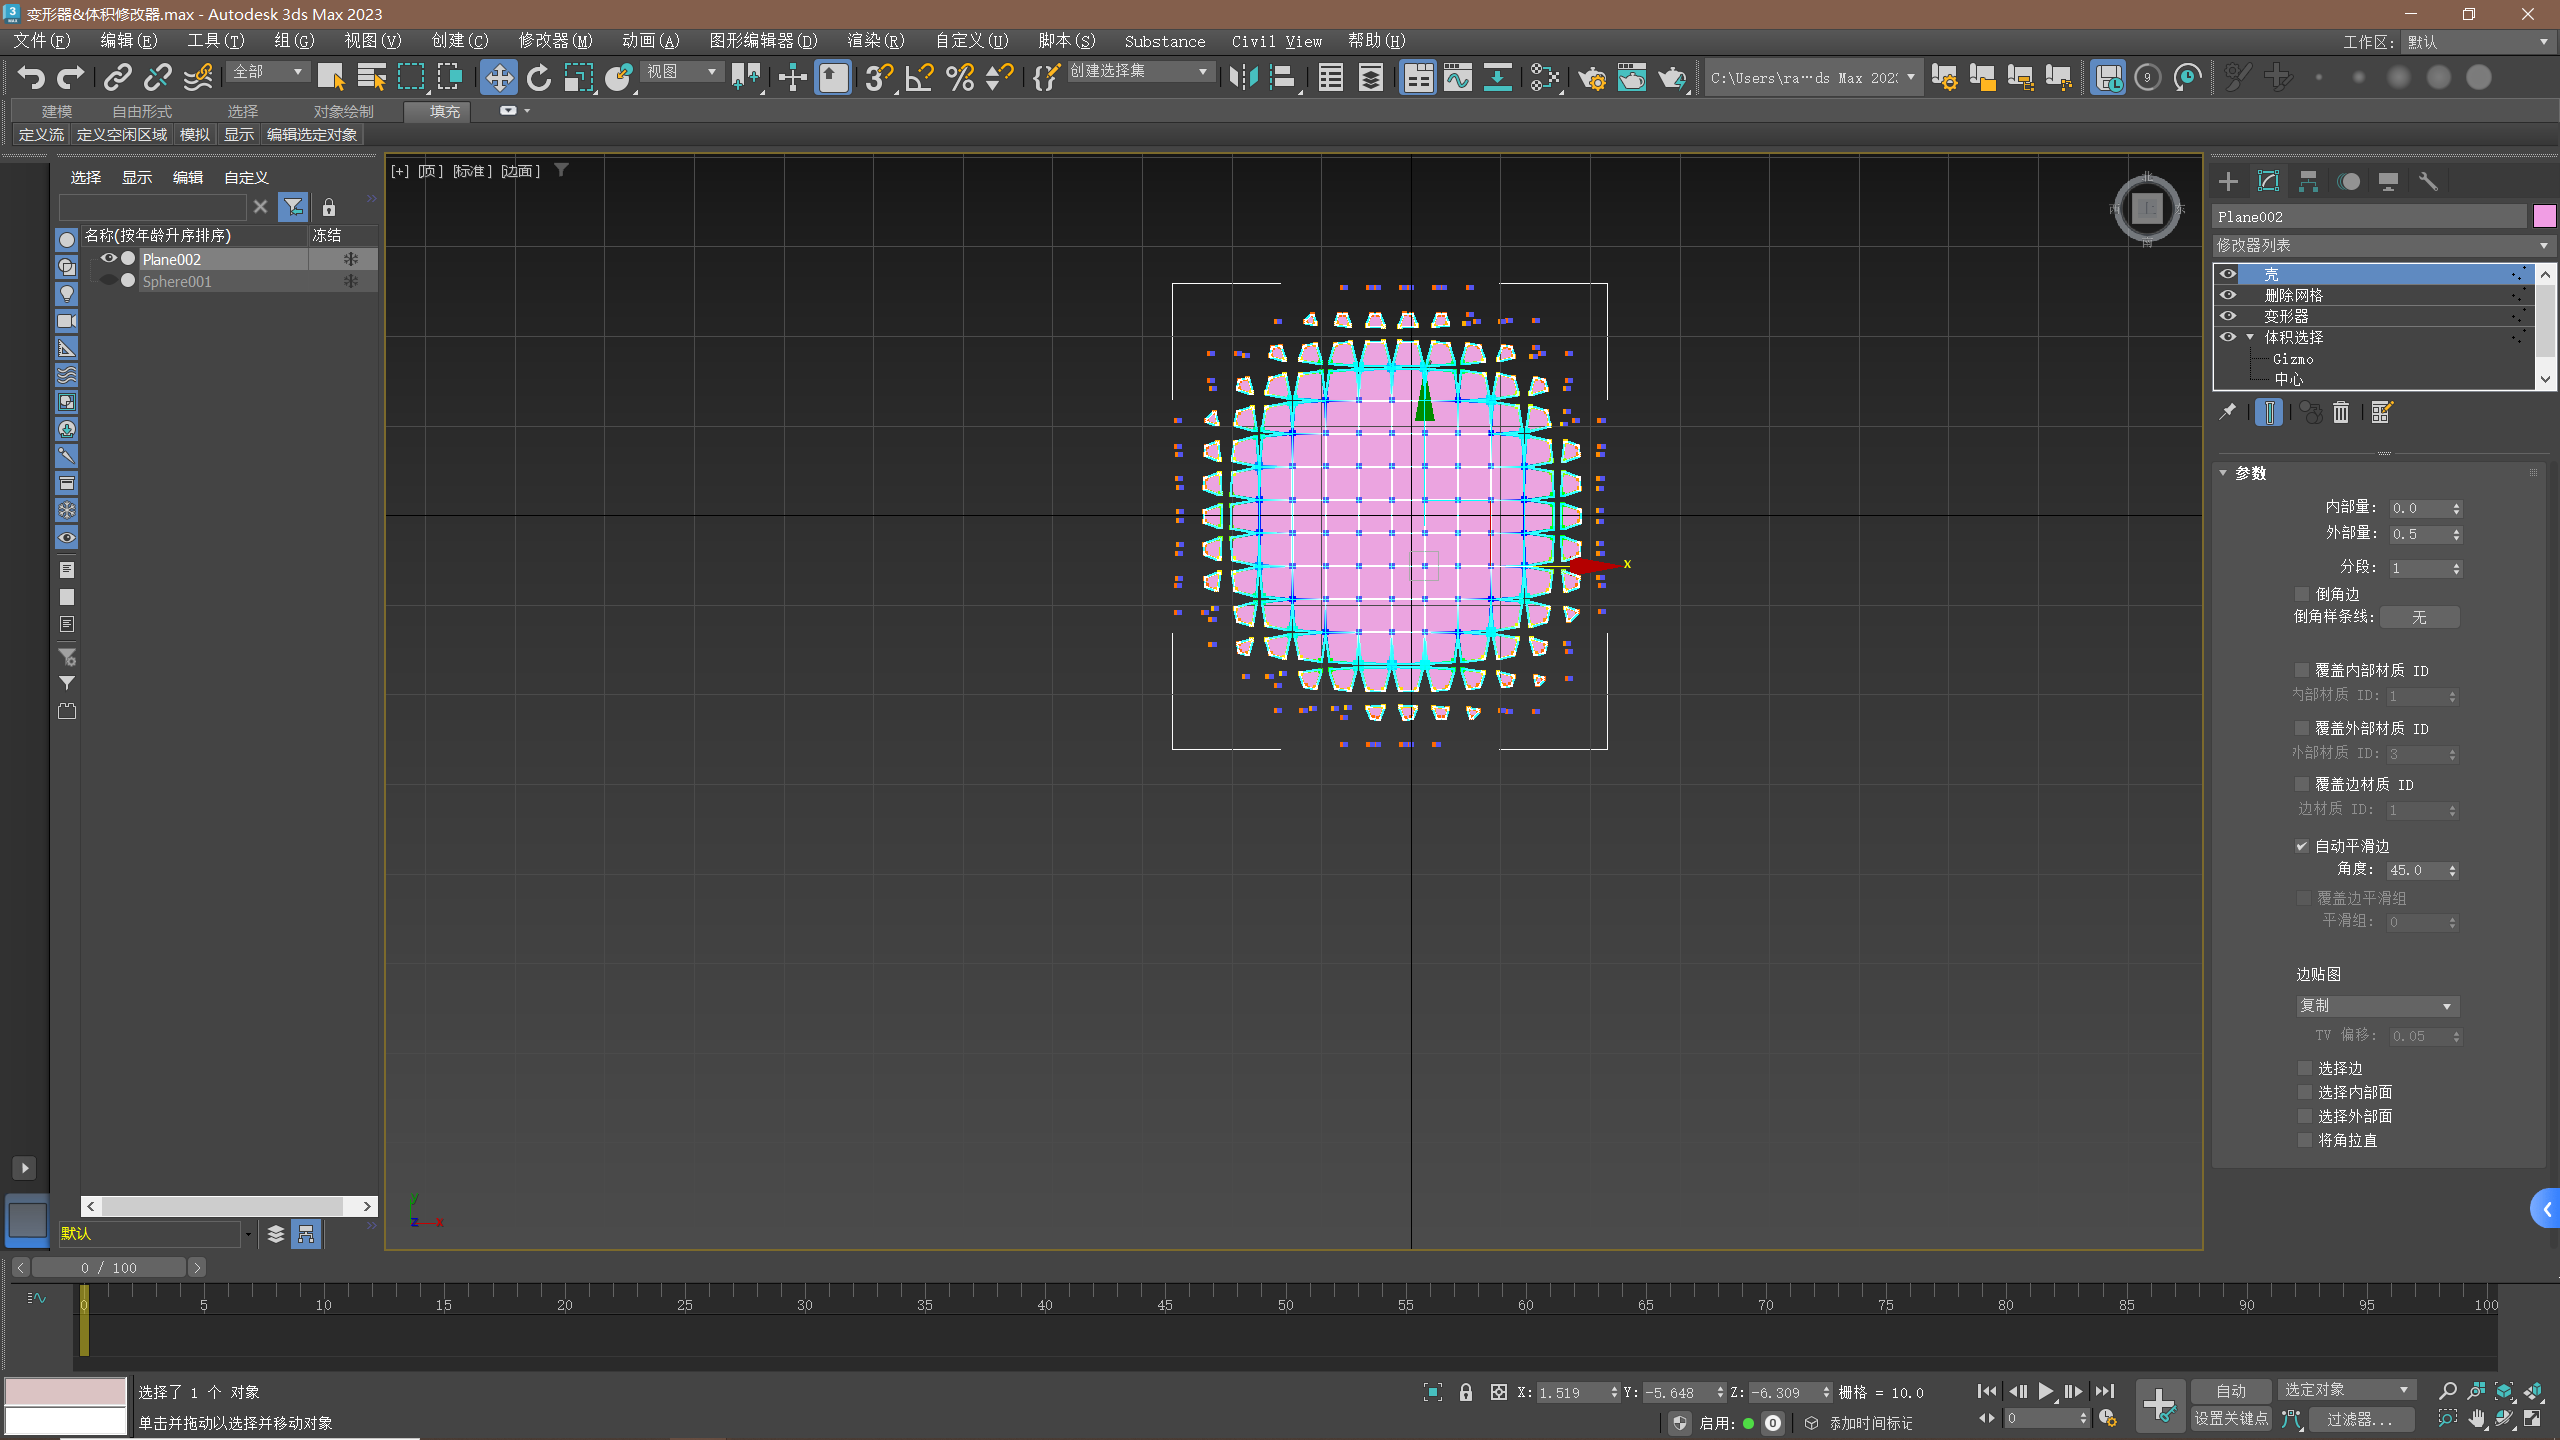 变形器&体积修改器.max - Autodesk 3ds Max 2023
文件(F) 编辑(E) 工具(T) 组(G) 视图(V) 创建(C) 修改器(M) 动画(A) 图形编辑器(D) 渲染(R) 自定义(U) 脚本(S) Substance Civil View 帮助(H)
工作区: 默认
全部 视图 创建选择集 C:\Users\ra…ds Max 202
建模 自由形式 选择 对象绘制 填充
定义流 定义空闲区域 模拟 显示 编辑选定对象
选择 显示 编辑 自定义
名称(按年龄升序排序) 冻结
Plane002
Sphere001
默认
[+] [顶] [标准] [边面]
北
西 上 东
南
x
y
z x
Plane002
修改器列表
壳
删除网格
变形器
体积选择
Gizmo
中心
参数
内部量: 0.0
外部量: 0.5
分段: 1
倒角边
倒角样条线: 无
覆盖内部材质 ID
内部材质 ID: 1
覆盖外部材质 ID
外部材质 ID: 3
覆盖边材质 ID
边材质 ID: 1
自动平滑边
角度: 45.0
覆盖边平滑组
平滑组: 0
边贴图
复制
TV 偏移: 0.05
选择边
选择内部面
选择外部面
将角拉直
0 / 100
0 5 10 15 20 25 30 35 40 45 50 55 60 65 70 75 80 85 90 95 100
选择了 1 个 对象
单击并拖动以选择并移动对象
X: 1.519 Y: -5.648 Z: -6.309 栅格 = 10.0
启用: 0 添加时间标记
0
自动 选定对象
设置关键点 过滤器...